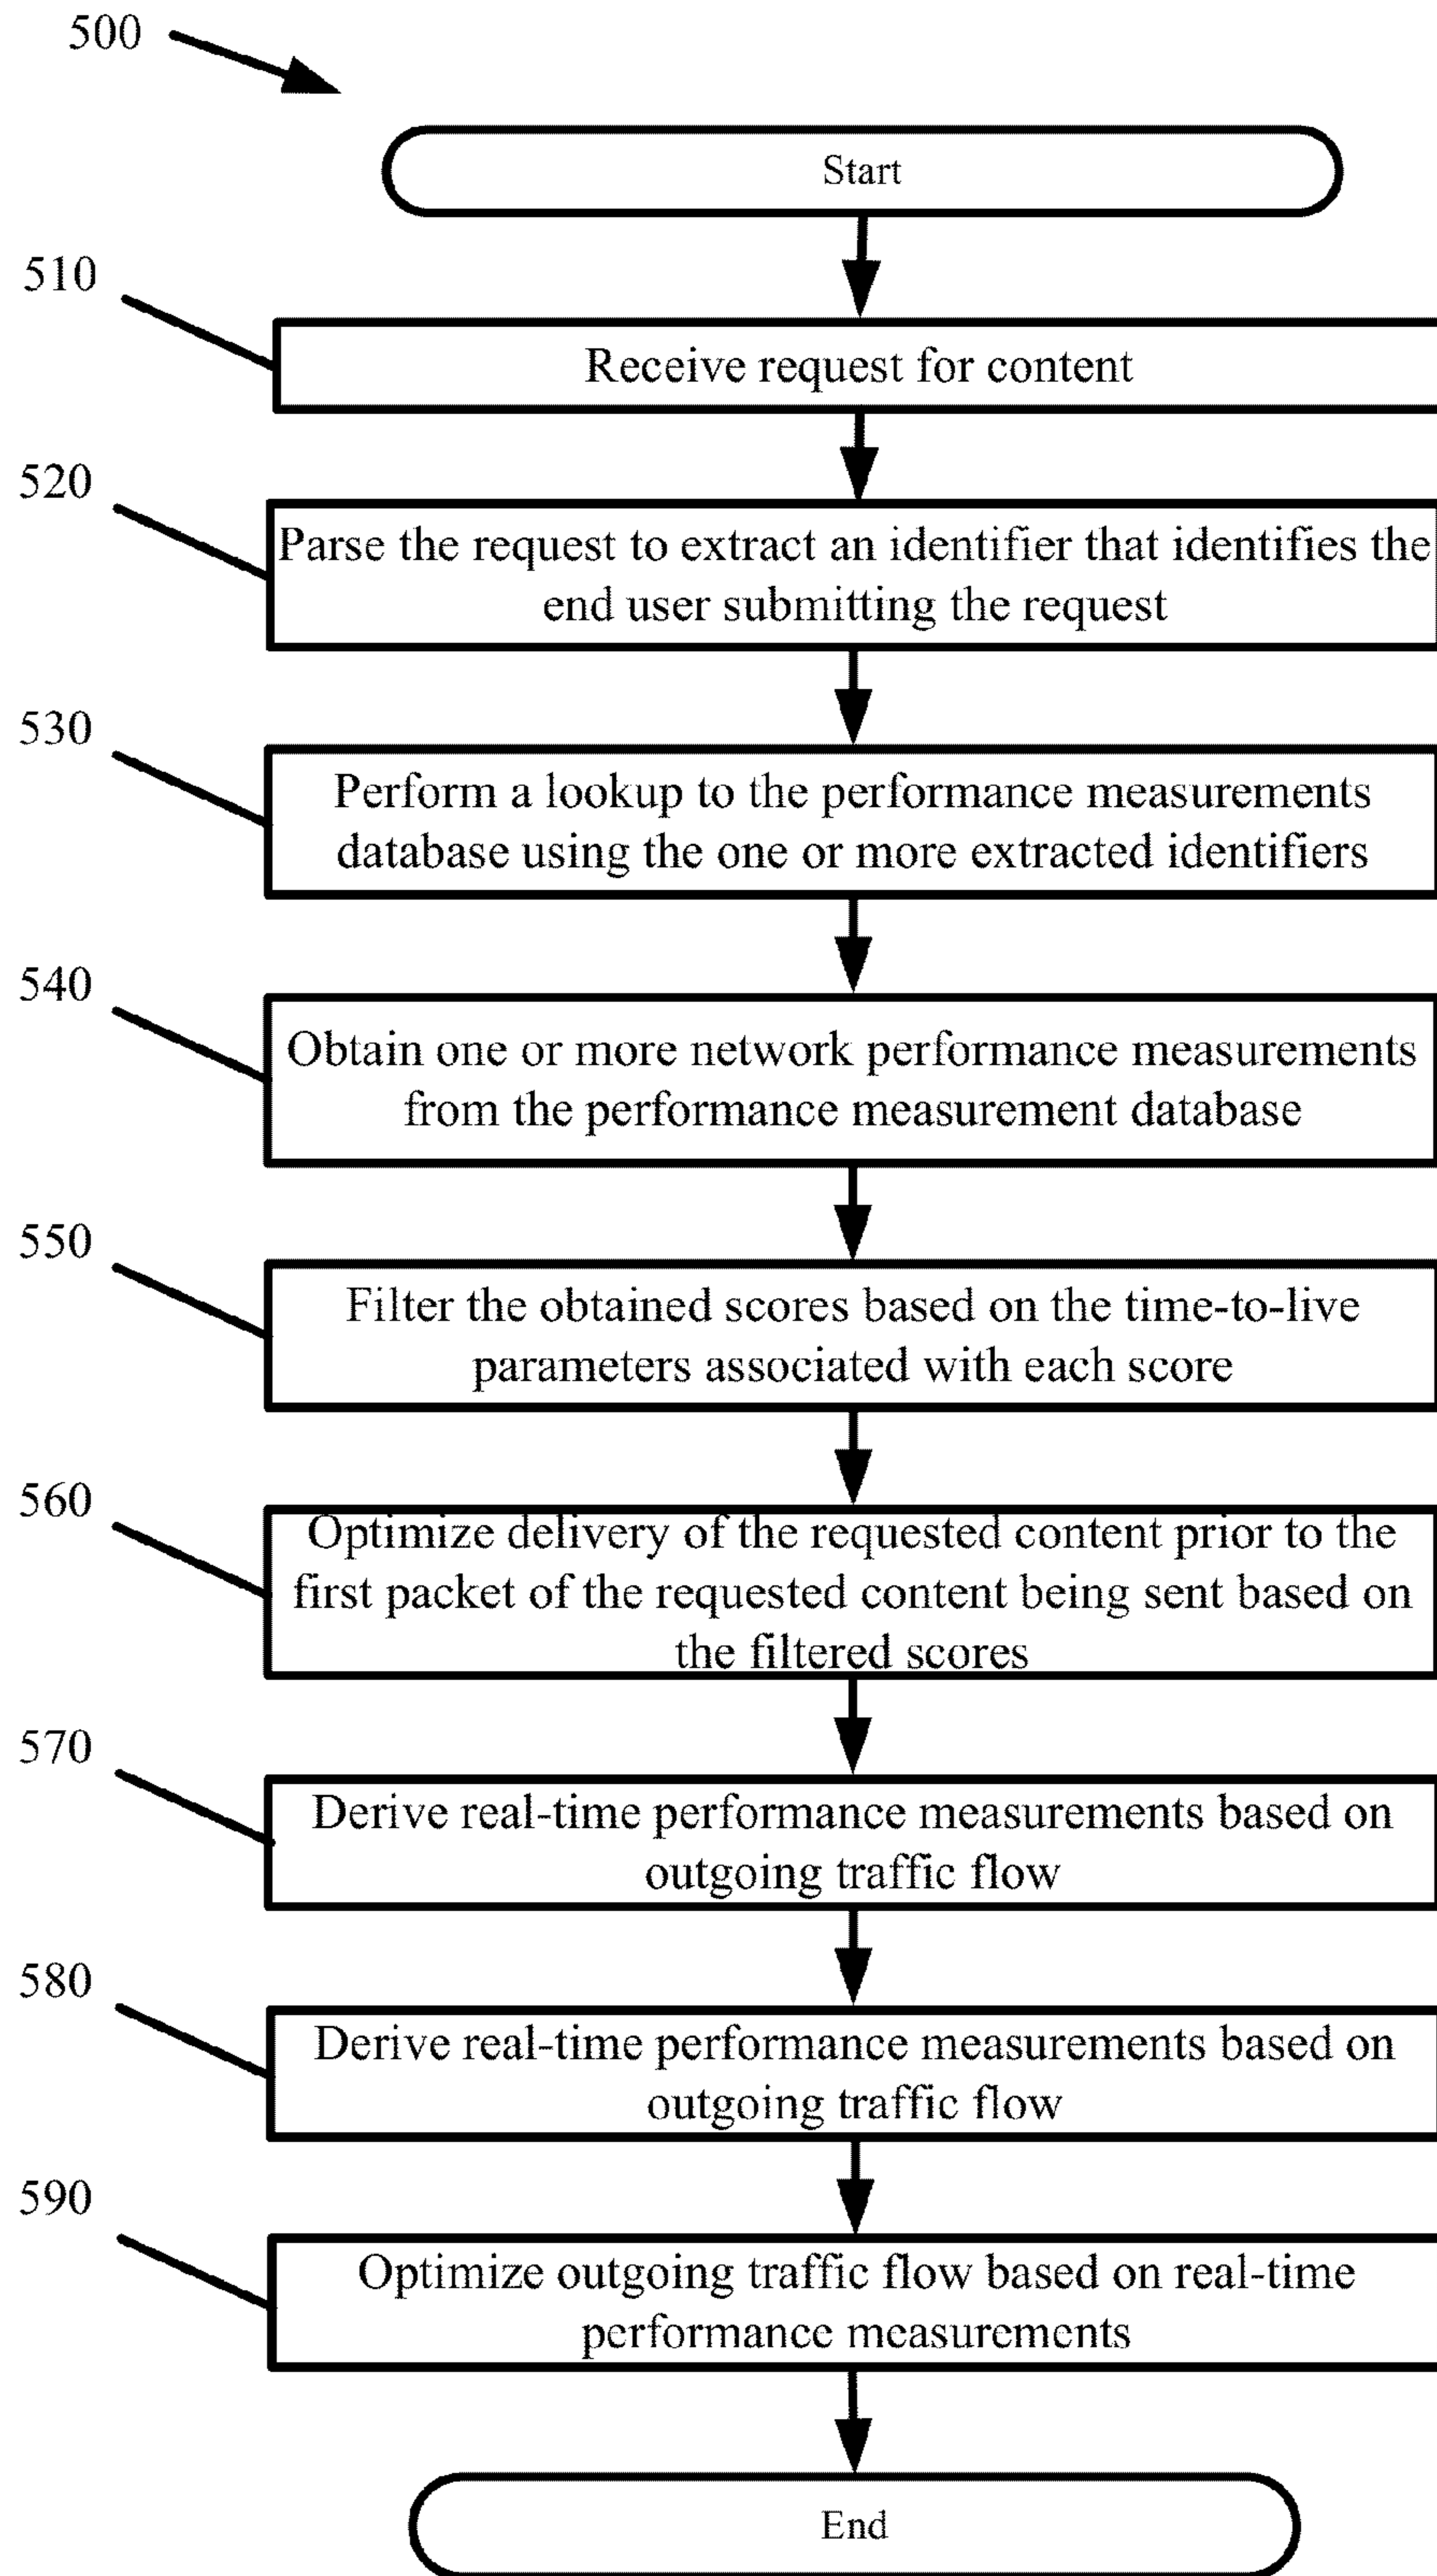 500
Start
510
Receive request for content
520
Parse the request to extract an identifier that identifies the
end user submitting the request
530
Perform a lookup to the performance measurements
database using the one or more extracted identifiers
540
Obtain one or more network performance measurements
from the performance measurement database
550
Filter the obtained scores based on the time-to-live
parameters associated with each score
560
Optimize delivery of the requested content prior to the
first packet of the requested content being sent based on
the filtered scores
570
Derive real-time performance measurements based on
outgoing traffic flow
580
Derive real-time performance measurements based on
outgoing traffic flow
590
Optimize outgoing traffic flow based on real-time
performance measurements
End